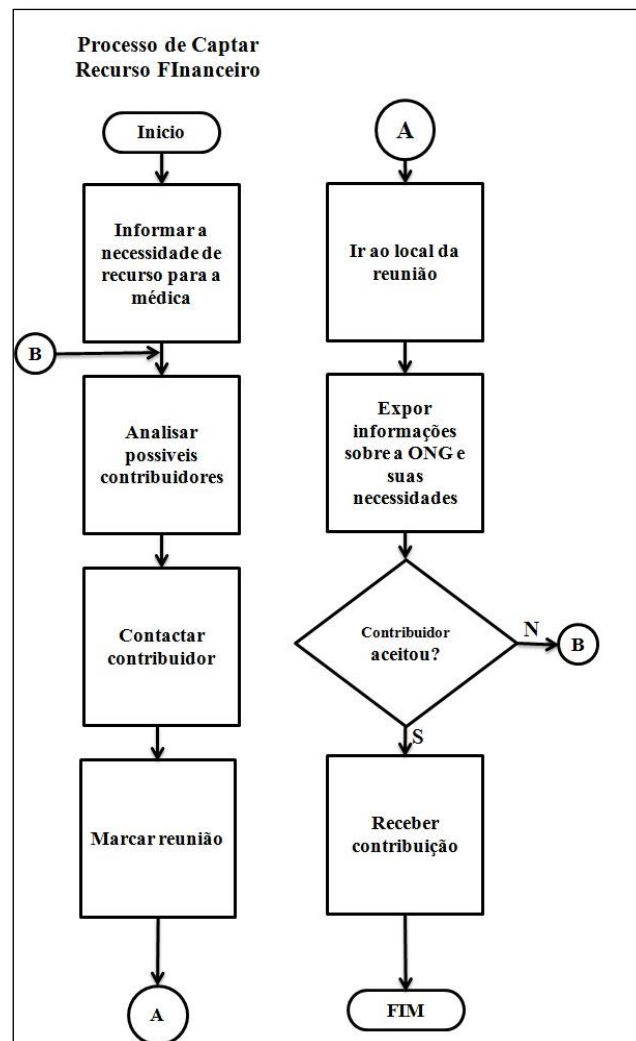 Processo de Captar
Recurso FInanceiro
Inicio
Informar a
necessidade de
recurso para a
médica
B
Analisar
possiveis
contribuidores
Contactar
contribuidor
Marcar reunião
A
A
Ir ao local da
reunião
Expor
informações
sobre a ONG e
suas
necessidades
Contribuidor
aceitou?
N
B
S
Receber
contribuição
FIM